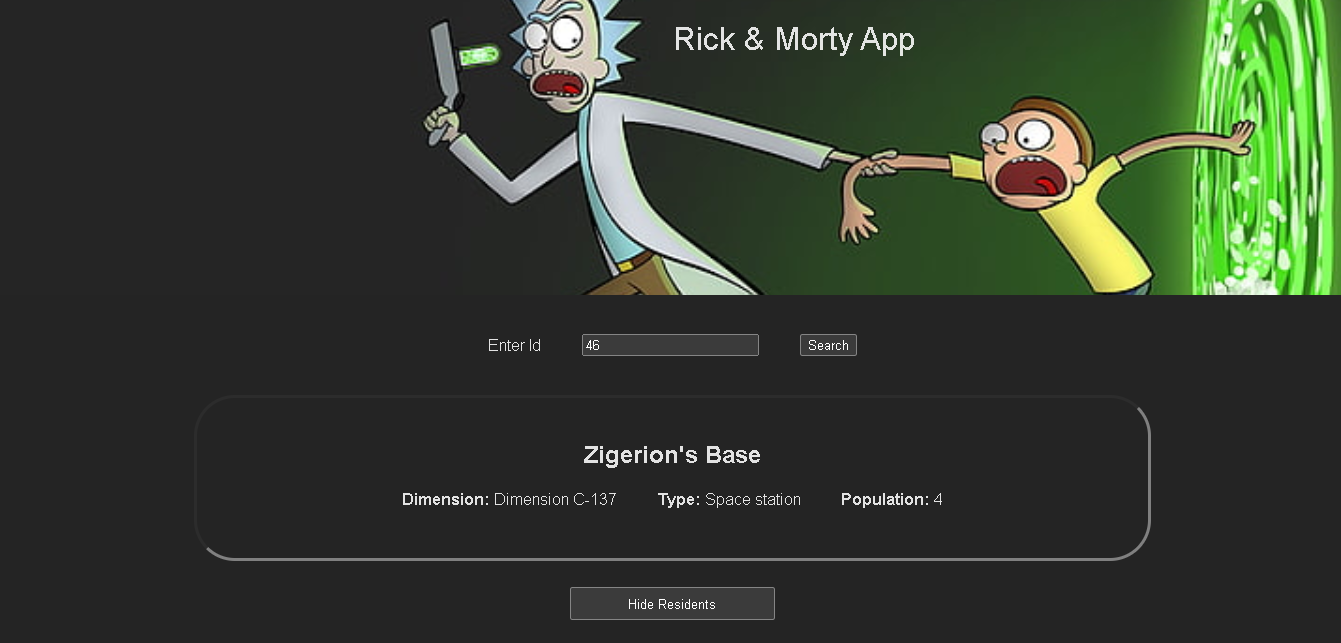 Rick & Morty App
Enter Id 46 Search
Zigerion's Base
Dimension: Dimension C-137 Type: Space station Population: 4
Hide Residents